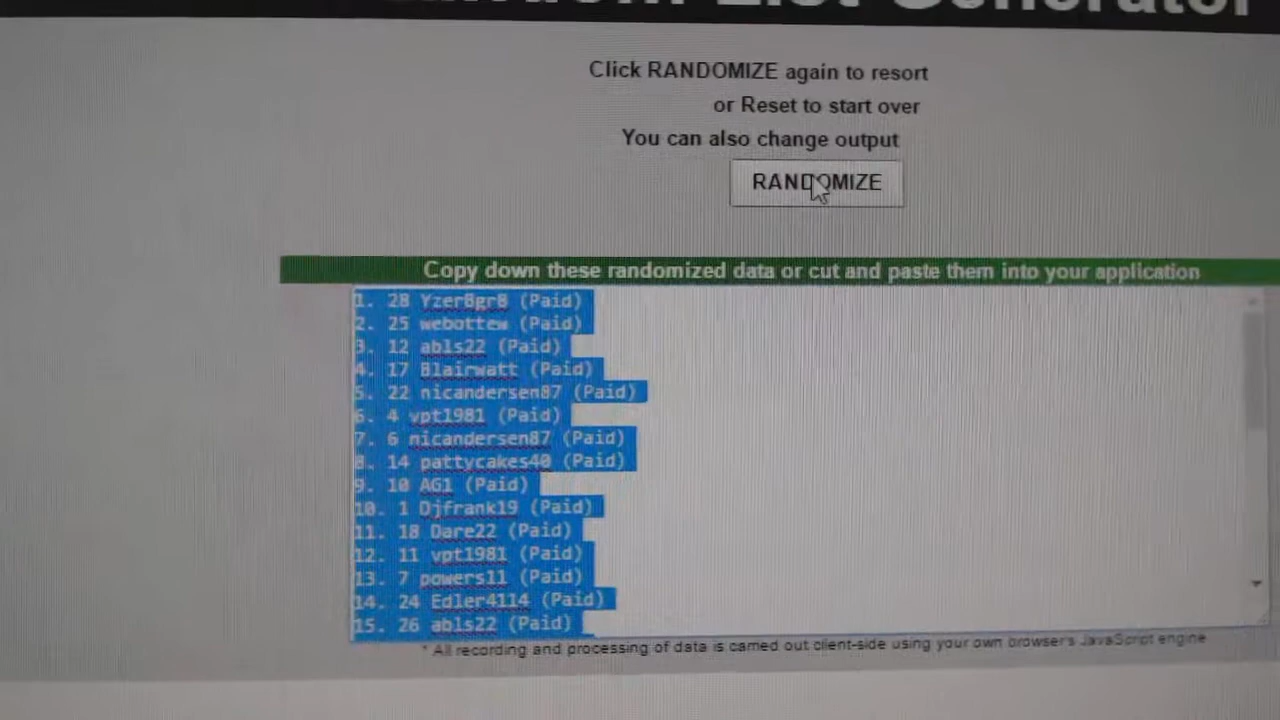 List Generator
Click RANDOMIZE again to resort
or Reset to start over
You can also change output
RANDOMIZE
Copy down these randomized data or cut and paste them into your application
1. 28 Yzer8gr8 (Paid)
2. 25 webottew (Paid)
3. 12 abls22 (Paid)
4. 17 Blairwatt (Paid)
5. 22 nicandersen87 (Paid)
6. 4 vpt1981 (Paid)
7. 6 nicandersen87 (Paid)
8. 14 pattycakes40 (Paid)
9. 10 AG1 (Paid)
10. 1 Djfrank19 (Paid)
11. 18 Dare22 (Paid)
12. 11 vpt1981 (Paid)
13. 7 powers11 (Paid)
14. 24 Edler4114 (Paid)
15. 26 abls22 (Paid)
* All recording and processing of data is carried out client-side using your own browser's JavaScript engine